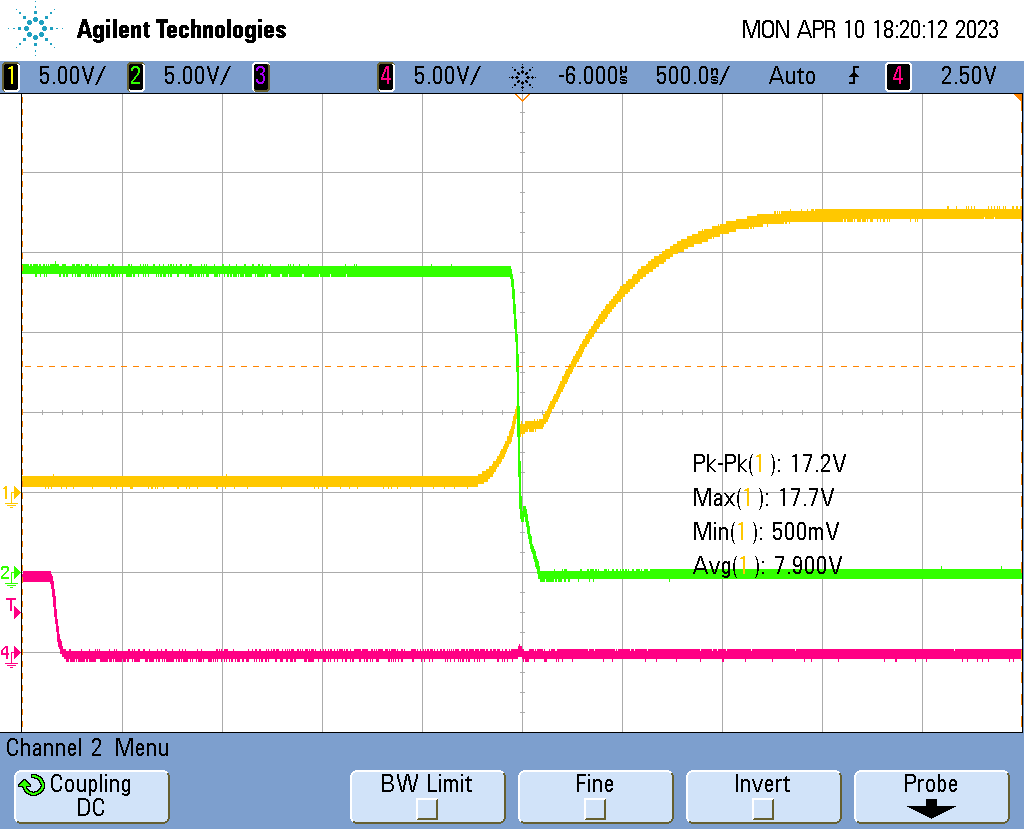 Agilent Technologies
MON APR 10 18:20:12 2023
1 5.00V/ 2 5.00V/ 3 4 5.00V/ -6.000µs 500.0ns/ Auto 4 2.50V
1
Pk-Pk(1): 17.2V
Max(1): 17.7V
Min(1): 500mV
Avg(1): 7.900V
2
T
4
Channel 2 Menu
Coupling
DC
BW Limit
Fine
Invert
Probe